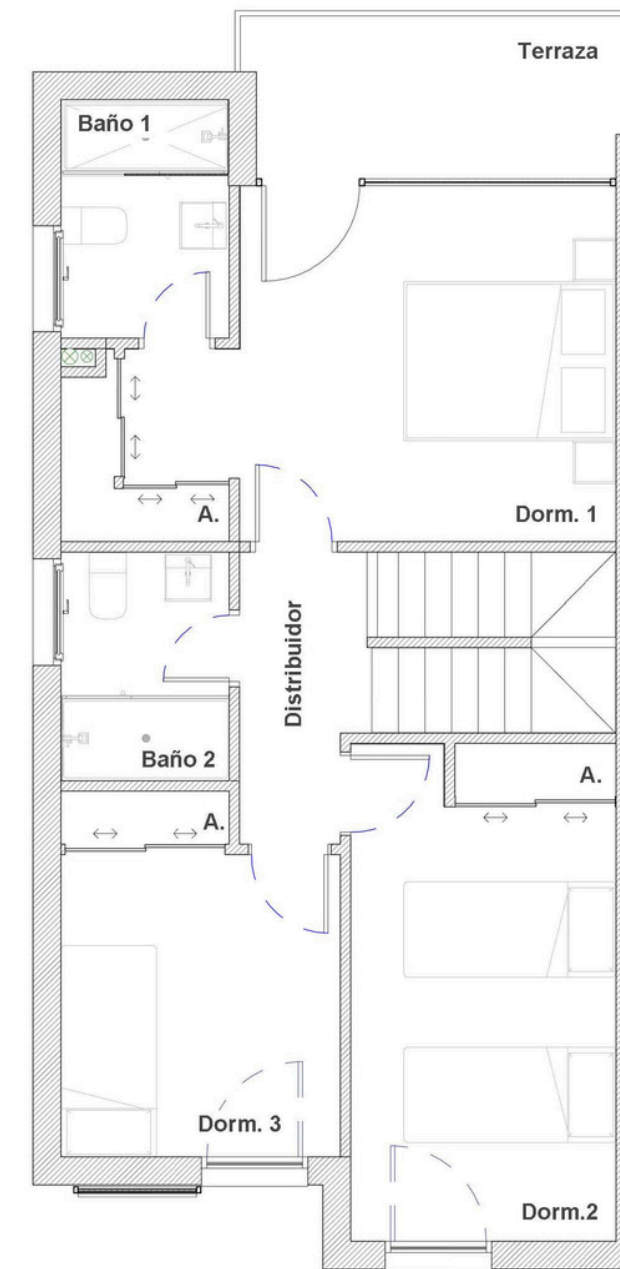 Terraza
Baño 1
A.
Dorm. 1
Distribuidor
Baño 2
A.
A.
Dorm. 3
Dorm.2